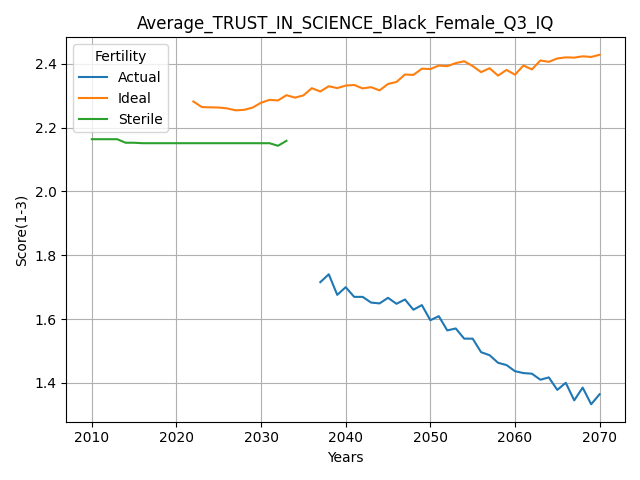 Average_TRUST_IN_SCIENCE_Black_Female_Q3_IQ
Fertility
Actual
Ideal
Sterile
Score(1-3)
2.4
2.2
2.0
1.8
1.6
1.4
2010 2020 2030 2040 2050 2060 2070
Years